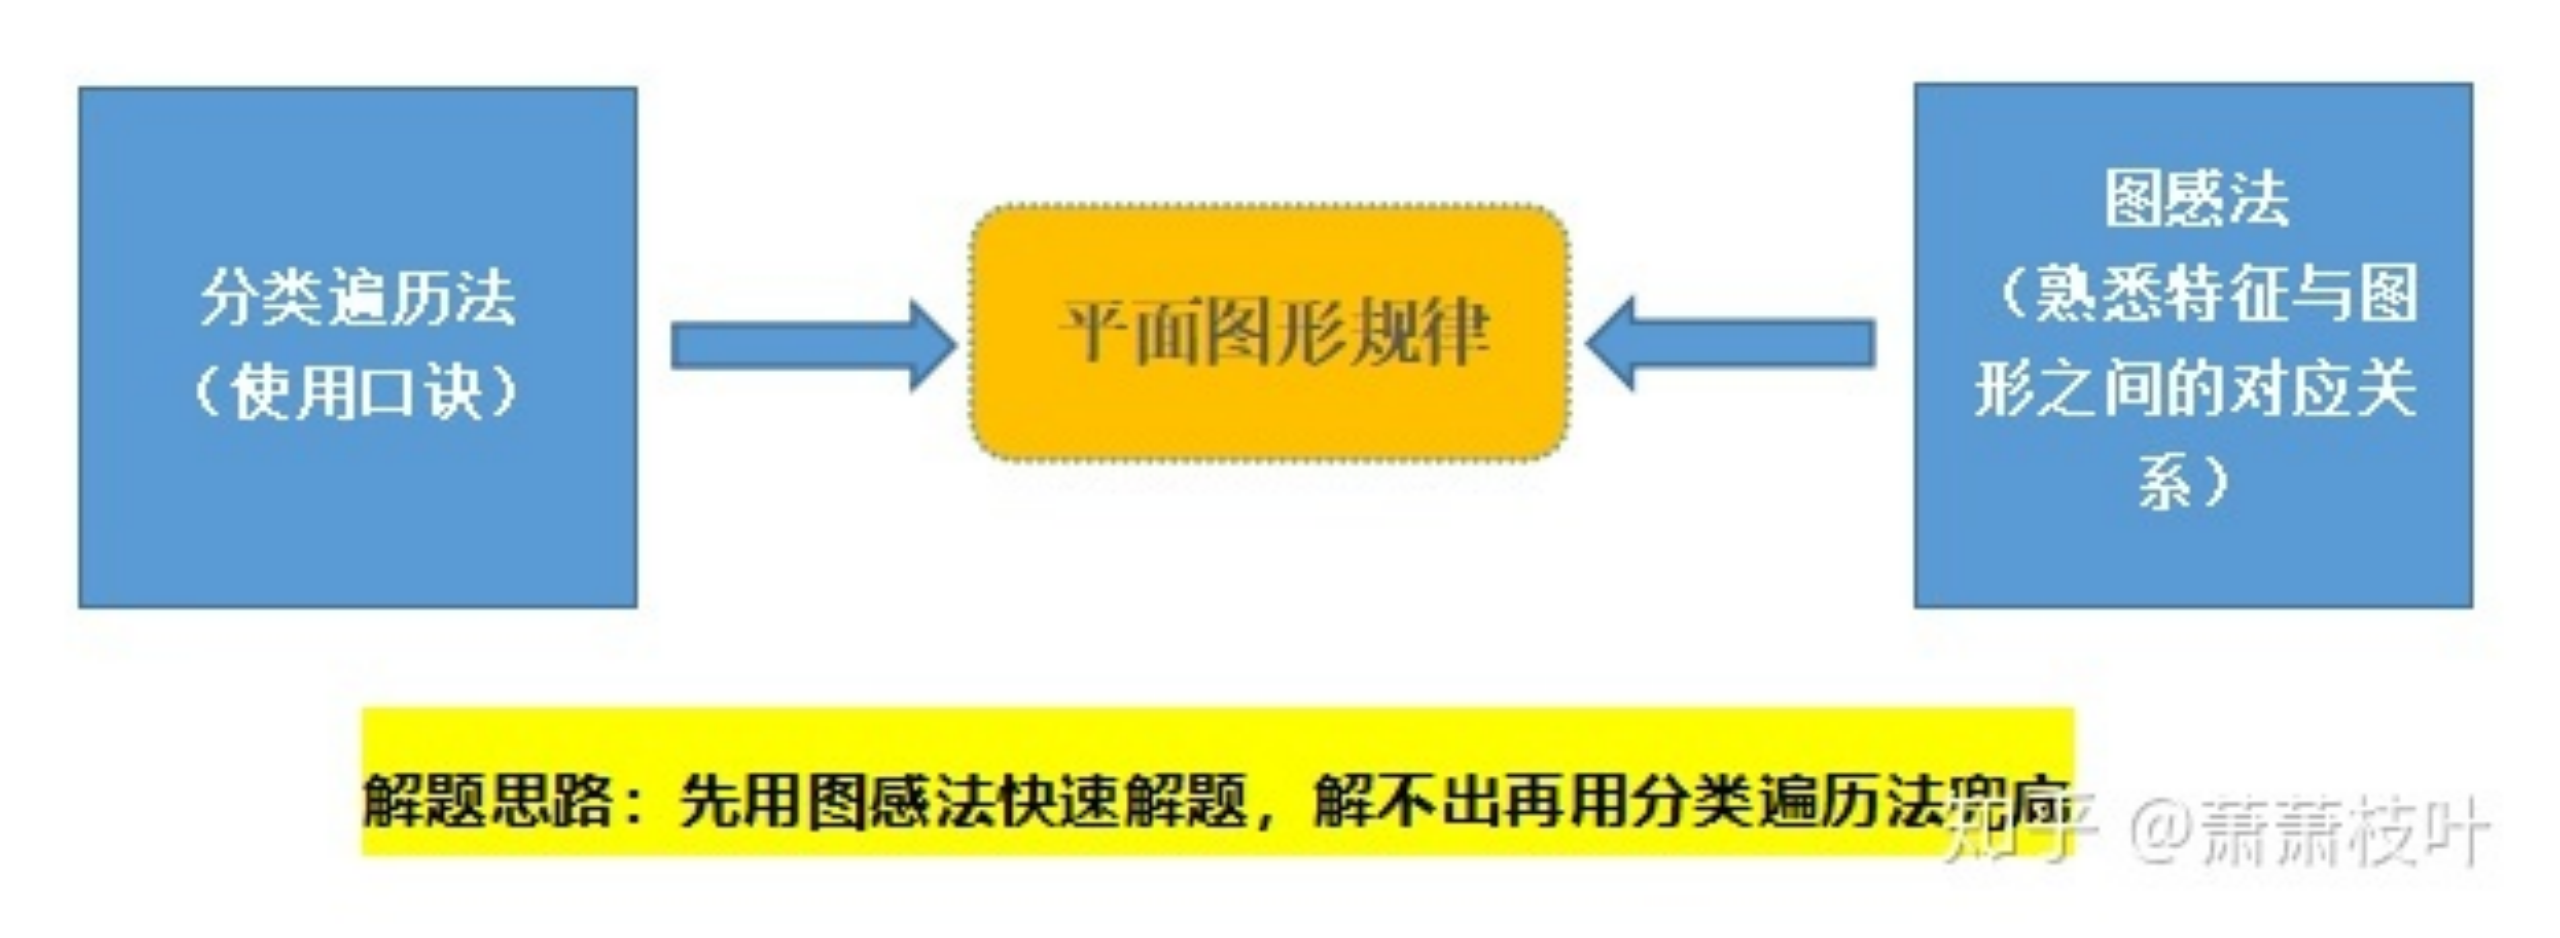 分类遍历法
（使用口诀）
平面图形规律
图感法
（熟悉特征与图
形之间的对应关
系）
解题思路：先用图感法快速解题，解不出再用分类遍历法兜底
知乎 @萧萧枝叶